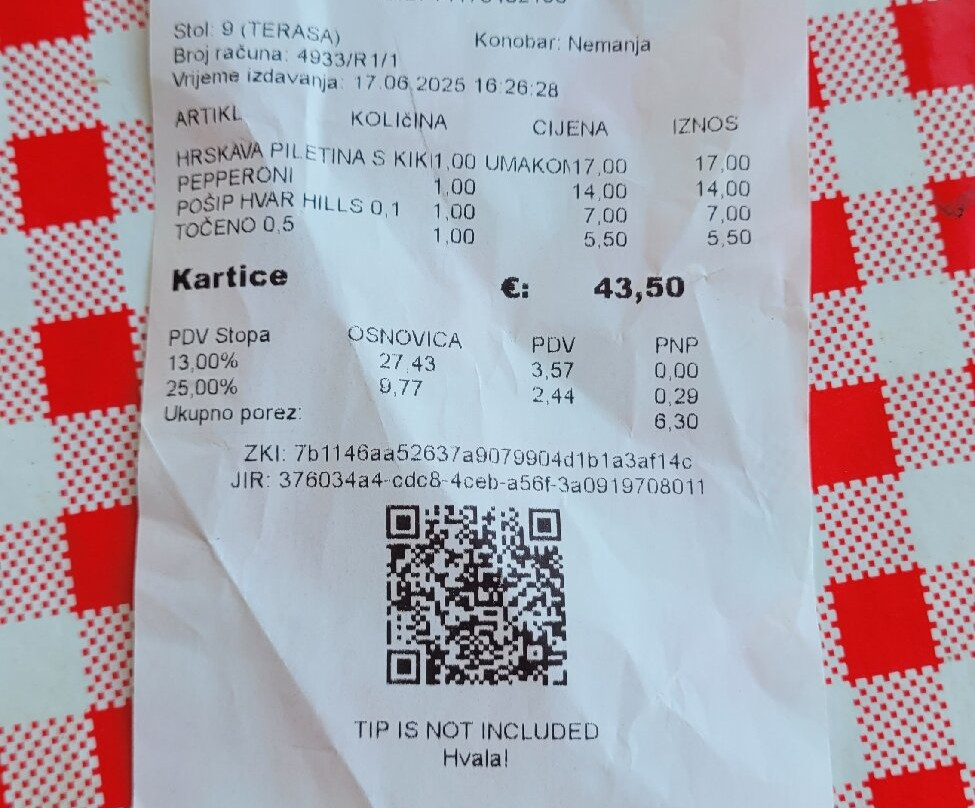 Stol: 9 (TERASA) Konobar: Nemanja
Broj računa: 4933/R1/1
Vrijeme izdavanja: 17.06.2025 16:26:28
ARTIKL KOLIčINA CIJENA IZNOS
HRSKAVA PILETINA S KIKI1,00 UMAKOM17,00 17,00
PEPPERONI 1,00 14,00 14,00
POŠIP HVAR HILLS 0,1 1,00 7,00 7,00
TOČENO 0,5 1,00 5,50 5,50
Kartice €: 43,50
PDV Stopa OSNOVICA PDV PNP
13,00% 27,43 3,57 0,00
25,00% 9,77 2,44 0,29
Ukupno porez: 6,30
ZKI: 7b1146aa52637a9079904d1b1a3af14c
JIR: 376034a4-cdc8-4ceb-a56f-3a0919708011
TIP IS NOT INCLUDED
Hvala!